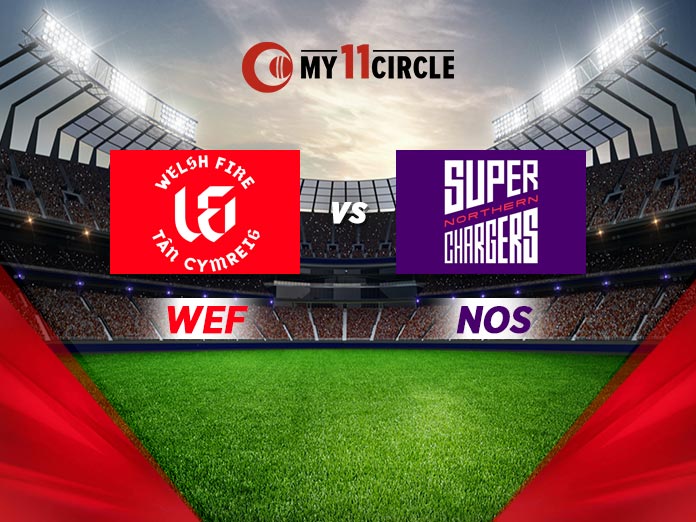 MY11CIRCLE
WELSH FIRE
TÂN CYMREIG
vs
SUPER
NORTHERN
CHARGERS
WEF
NOS